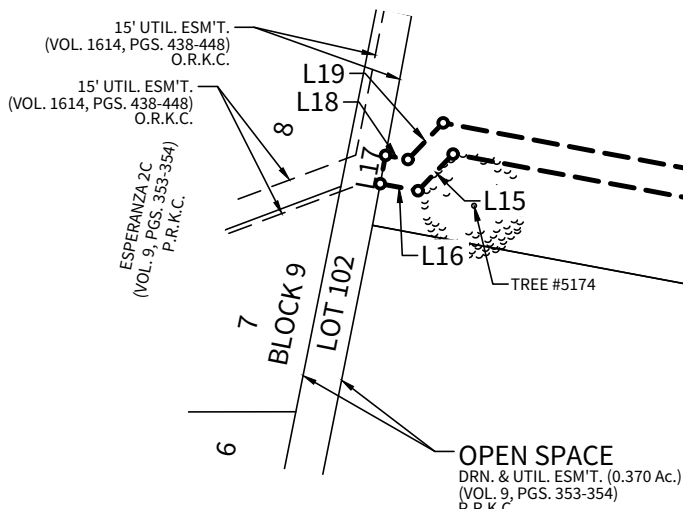 15' UTIL. ESM'T.
(VOL. 1614, PGS. 438-448)
O.R.K.C.
15' UTIL. ESM'T.
(VOL. 1614, PGS. 438-448)
O.R.K.C.
L19
L18
8
17
ESPERANZA 2C
(VOL. 9, PGS. 353-354)
P.R.K.C.
L15
L16
TREE #5174
7
BLOCK 9
LOT 102
6
OPEN SPACE
DRN. & UTIL. ESM'T. (0.370 Ac.)
(VOL. 9, PGS. 353-354)
P.R.K.C.